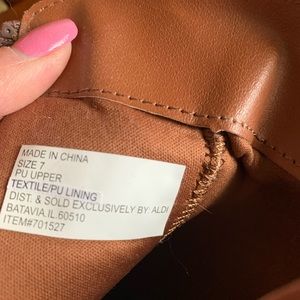 MADE IN CHINA
SIZE 7
PU UPPER
TEXTILE/PU LINING
DIST. & SOLD EXCLUSIVELY BY: ALDI
BATAVIA.IL.60510
ITEM#701527